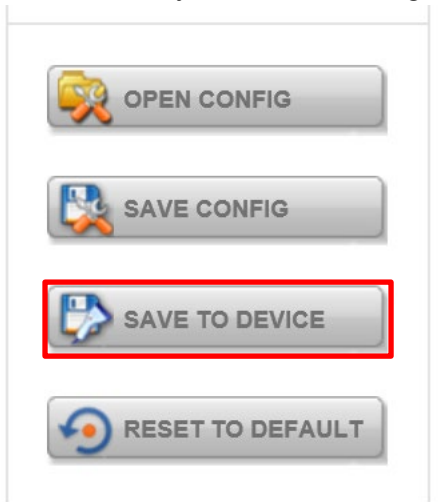 OPEN CONFIG
SAVE CONFIG
SAVE TO DEVICE
RESET TO DEFAULT